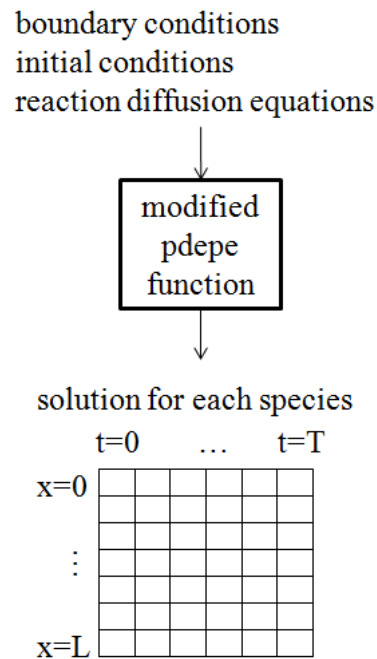 boundary conditions
initial conditions
reaction diffusion equations
modified
pdepe
function
solution for each species
t=0 ... t=T
x=0
⋮
x=L